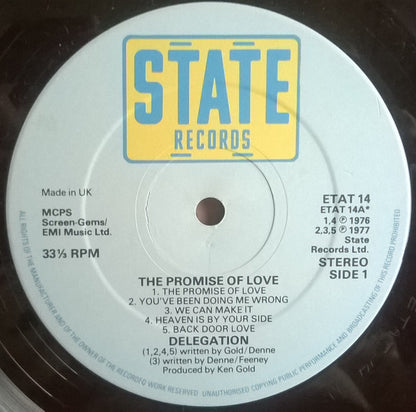 STATE
RECORDS
Made in UK
MCPS
Screen-Gems/
EMI Music Ltd.
33⅓ RPM
ETAT 14
ETAT 14A*
1,4 ℗ 1976
2,3,5 ℗ 1977
State
Records Ltd.
STEREO
SIDE 1
THE PROMISE OF LOVE
1. THE PROMISE OF LOVE
2. YOU'VE BEEN DOING ME WRONG
3. WE CAN MAKE IT
4. HEAVEN IS BY YOUR SIDE
5. BACK DOOR LOVE
DELEGATION
(1,2,4,5) written by Gold/Denne
(3) written by Denne/Feeney
Produced by Ken Gold
ALL RIGHTS OF THE MANUFACTURER AND OF THE OWNER OF THE RECORDED WORK RESERVED UNAUTHORISED COPYING PUBLIC PERFORMANCE AND BROADCASTING OF THIS RECORD PROHIBITED